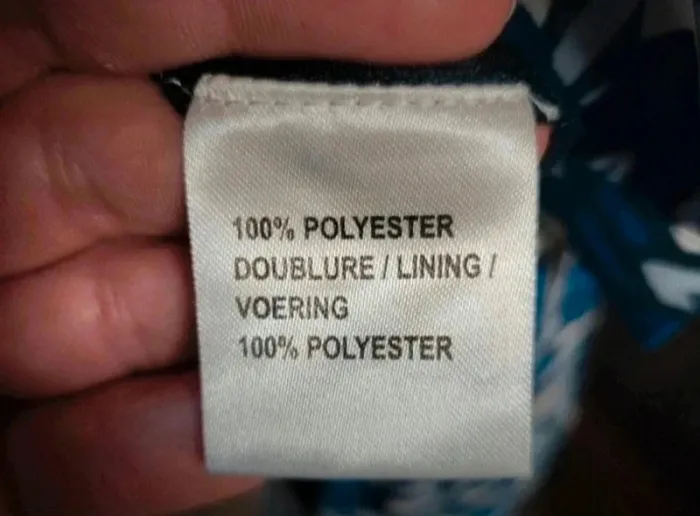 100% POLYESTER
DOUBLURE / LINING /
VOERING
100% POLYESTER